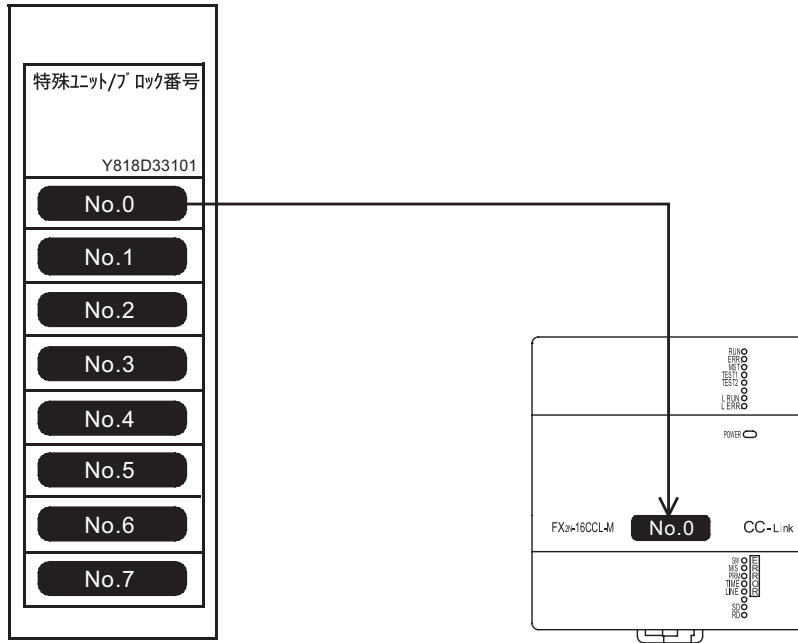 特殊ユニット/ブロック番号
Y818D33101
No.0
No.1
No.2
No.3
No.4
No.5
No.6
No.7
RUN
ERR.
MST
TEST1
TEST2
L RUN
L ERR.
POWER
FX2N-16CCL-M No.0 CC-Link
SW
M/S
PRM
TIME
LINE
ERROR
SD
RD